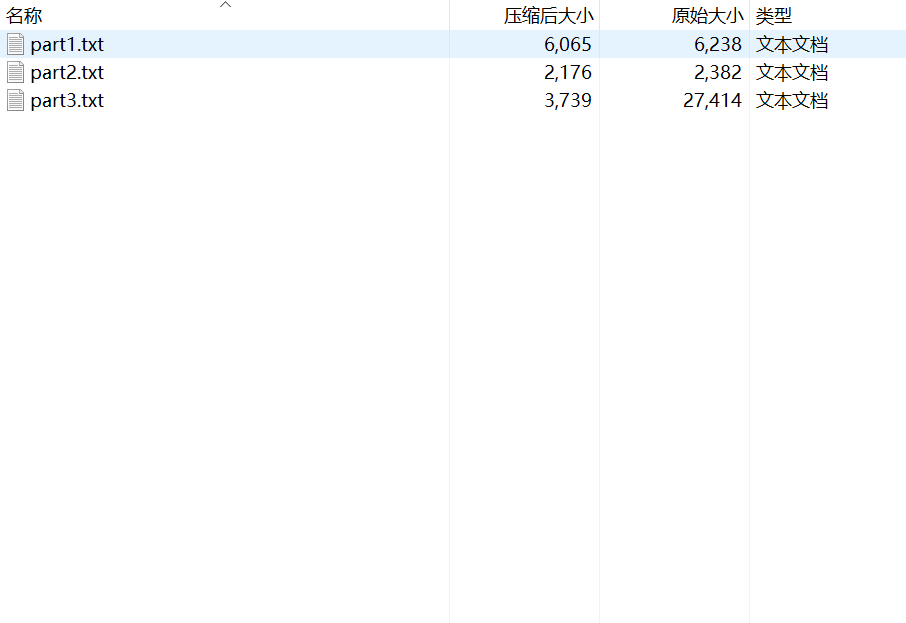 名称 压缩后大小 原始大小 类型
part1.txt 6,065 6,238 文本文档
part2.txt 2,176 2,382 文本文档
part3.txt 3,739 27,414 文本文档